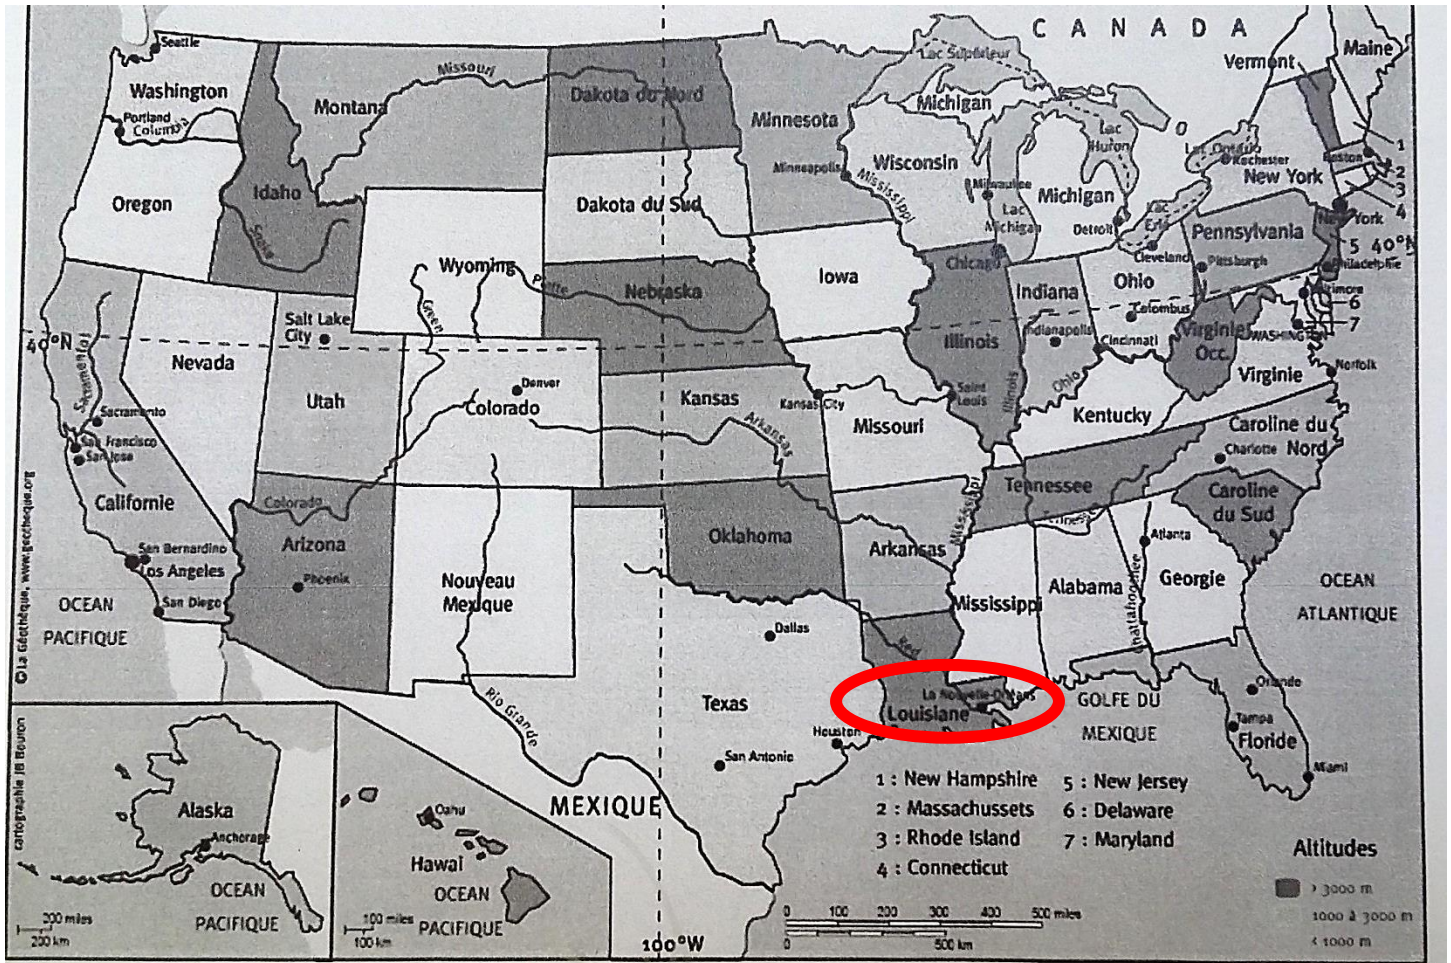 CANADA
Seattle
Washington
Portland
Columbia
Oregon
Idaho
Snake
Montana
Missouri
Dakota du Nord
Dakota du Sud
Minnesota
Minneapolis
Mississippi
Wisconsin
Milwaukee
Lac Supérieur
Michigan
Lac
Huron
Michigan
Lac
Michigan
Detroit
Lac
Erié
Lac Ontario
Rochester
New York
Vermont
Maine
Boston
1
2
3
4
New York
5
40°N
Philadelphie
Pennsylvania
Pittsburgh
Cleveland
Ohio
Colombus
Cincinnati
Ohio
Indiana
Indianapolis
Chicago
Illinois
Illinois
Iowa
Wyoming
Green
Platte
Nebraska
40°N
Sacramento
Sacramento
San Francisco
San Jose
Californie
Nevada
Salt Lake
City
Utah
Denver
Colorado
Kansas
Arkansas
Kansas City
Missouri
Saint
Louis
Kentucky
Virginie
Occ.
Baltimore
6
WASHINGTON
7
Norfolk
Virginie
Caroline du
Nord
Charlotte
Caroline
du Sud
Tennessee
Tennessee
Mississippi
Arkansas
Oklahoma
Colorado
Arizona
Phoenix
San Bernardino
Los Angeles
San Diego
OCEAN
PACIFIQUE
Nouveau
Mexique
Rio Grande
Dallas
Texas
San Antonio
Houston
Red
La Nouvelle-Orléans
Louisiane
Mississippi
Alabama
Chattahoochee
Atlanta
Georgie
OCEAN
ATLANTIQUE
GOLFE DU
MEXIQUE
Orlando
Tampa
Floride
Miami
MEXIQUE
100°W
Alaska
Anchorage
OCEAN
PACIFIQUE
200 miles
200 km
Oahu
Hawaï
OCEAN
PACIFIQUE
100 miles
100 km
1 : New Hampshire
2 : Massachussets
3 : Rhode Island
4 : Connecticut
5 : New Jersey
6 : Delaware
7 : Maryland
Altitudes
> 3000 m
1000 à 3000 m
< 1000 m
0 100 200 300 400 500 miles
0 500 km
© La Géothèque, www.geotheque.org
cartographie JB Bouron